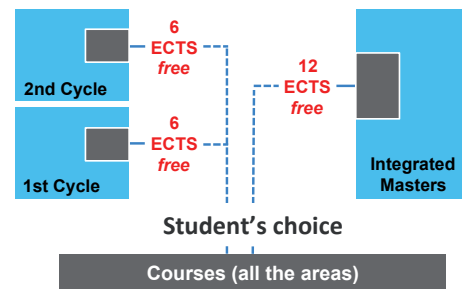 6
ECTS
free
2nd Cycle
6
ECTS
free
1st Cycle
12
ECTS
free
Integrated
Masters
Student's choice
Courses (all the areas)